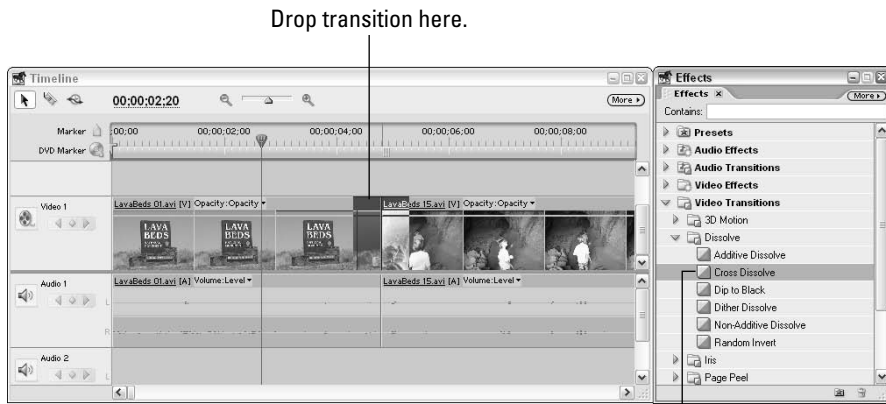 Drop transition here.
Timeline
Effects
Effects ×
More
Contains:
00;00;02;20
More
Marker
;00;00 00;00;02;00 00;00;04;00 00;00;06;00 00;00;08;00
DVD Marker
Presets
Audio Effects
Audio Transitions
Video Effects
Video Transitions
3D Motion
Dissolve
Additive Dissolve
Cross Dissolve
Dip to Black
Dither Dissolve
Non-Additive Dissolve
Random Invert
Iris
Page Peel
Video 1
LavaBeds 01.avi [V] Opacity:Opacity
LavaBeds 15.avi [V] Opacity:Opacity
LAVA BEDS
LAVA BEDS
LAVA BEDS
Audio 1
LavaBeds 01.avi [A] Volume:Level
LavaBeds 15.avi [A] Volume:Level
L
R
Audio 2
L